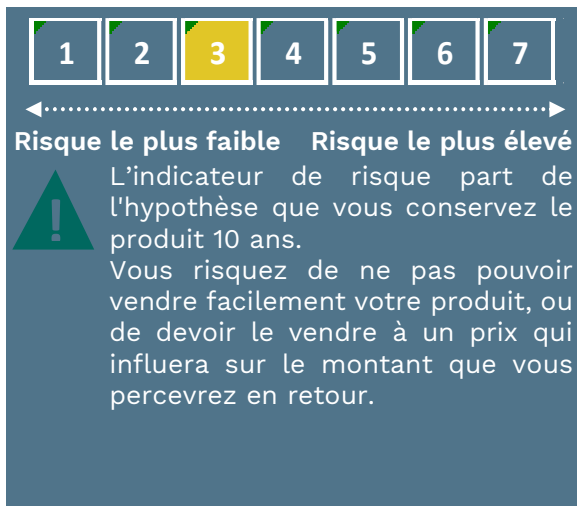 1 2 3 4 5 6 7
Risque le plus faible Risque le plus élevé
!
L’indicateur de risque part de
l'hypothèse que vous conservez le
produit 10 ans.
Vous risquez de ne pas pouvoir
vendre facilement votre produit, ou
de devoir le vendre à un prix qui
influera sur le montant que vous
percevrez en retour.